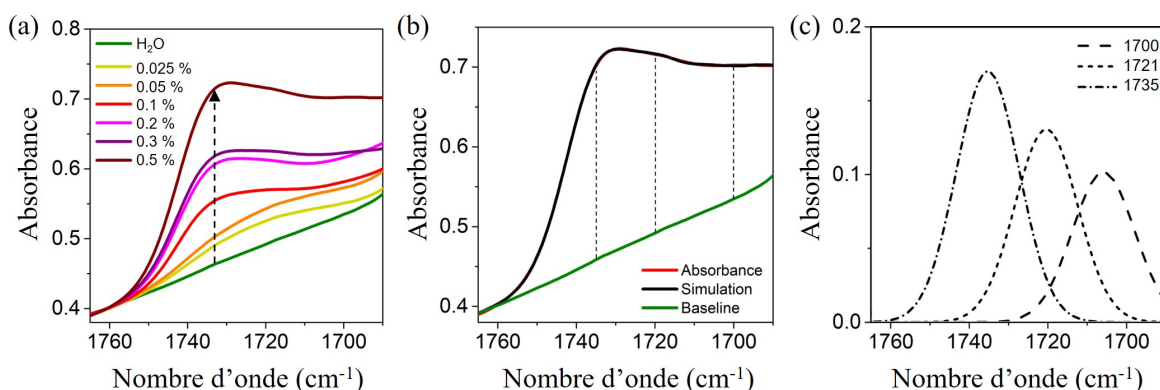 (a)
Absorbance
0.8
0.7
0.6
0.5
0.4
H₂O
0.025 %
0.05 %
0.1 %
0.2 %
0.3 %
0.5 %
1760 1740 1720 1700
Nombre d’onde (cm⁻¹)
(b)
Absorbance
0.7
0.6
0.5
0.4
Absorbance
Simulation
Baseline
1760 1740 1720 1700
Nombre d’onde (cm⁻¹)
(c)
Absorbance
0.2
0.1
0.0
1700
1721
1735
1760 1740 1720 1700
Nombre d’onde (cm⁻¹)